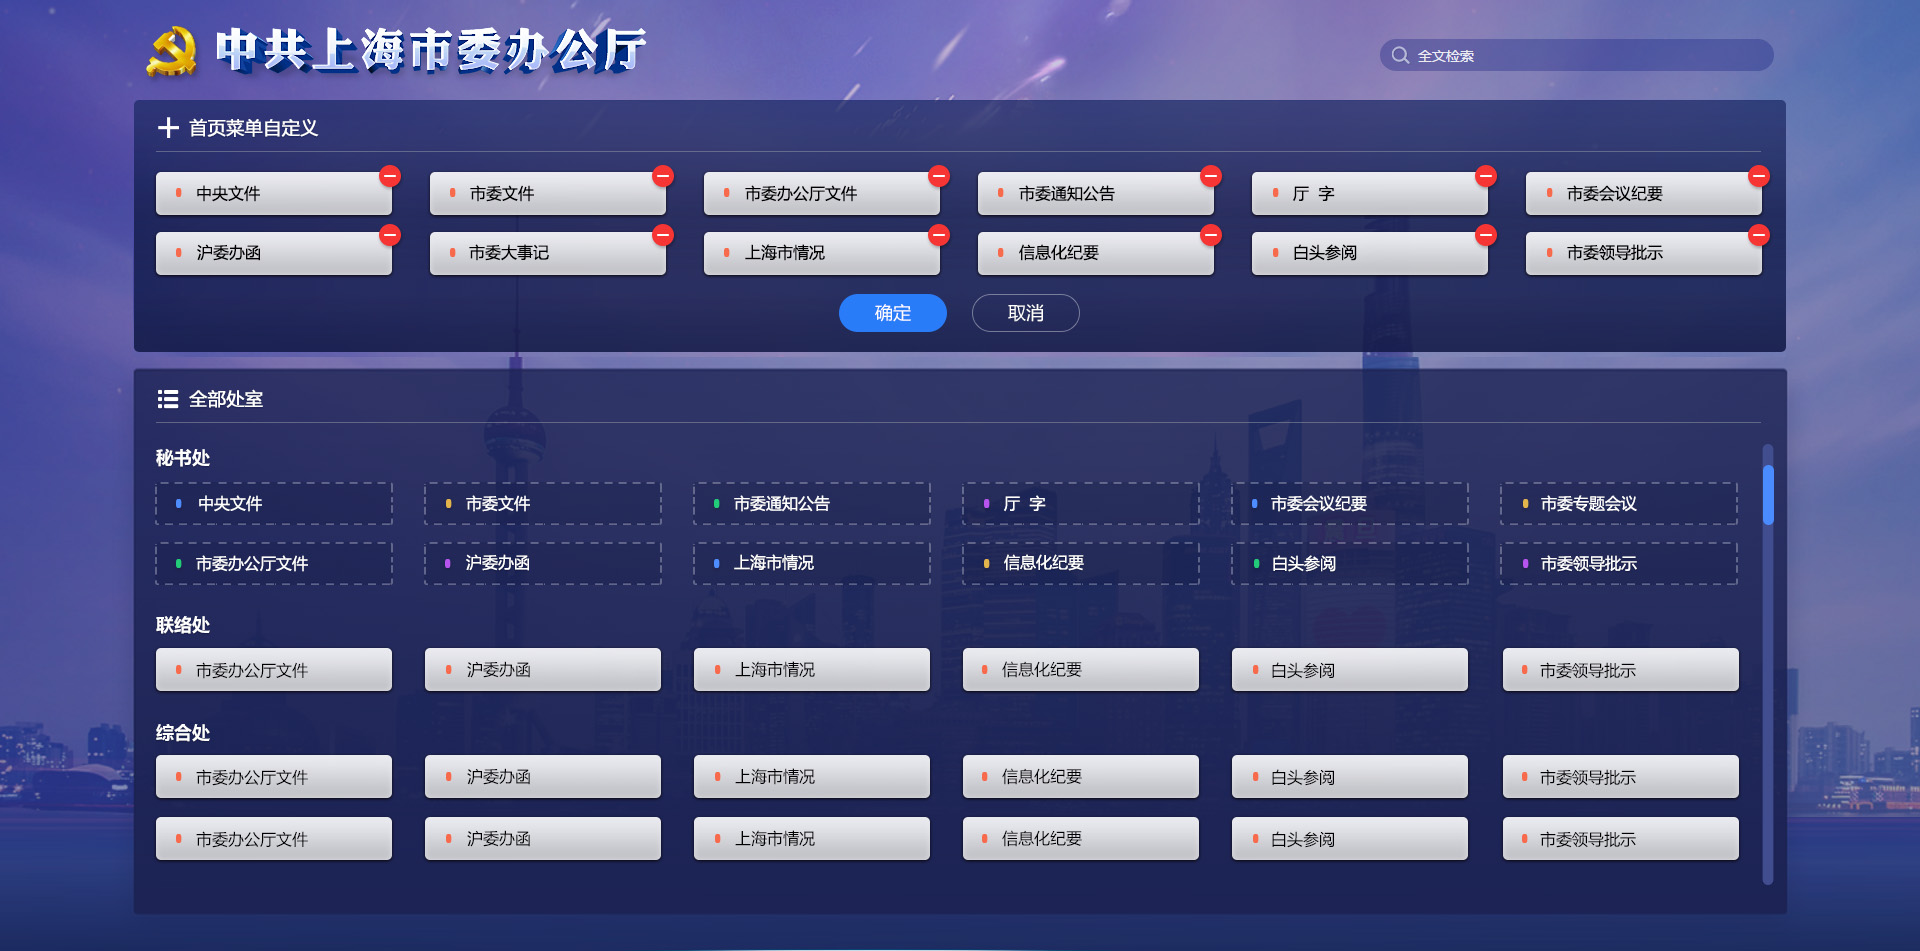 中共上海市委办公厅
全文检索
首页菜单自定义
中央文件 市委文件 市委办公厅文件 市委通知公告 厅 字 市委会议纪要
沪委办函 市委大事记 上海市情况 信息化纪要 白头参阅 市委领导批示
确定 取消
全部处室
秘书处
中央文件 市委文件 市委通知公告 厅 字 市委会议纪要 市委专题会议
市委办公厅文件 沪委办函 上海市情况 信息化纪要 白头参阅 市委领导批示
联络处
市委办公厅文件 沪委办函 上海市情况 信息化纪要 白头参阅 市委领导批示
综合处
市委办公厅文件 沪委办函 上海市情况 信息化纪要 白头参阅 市委领导批示
市委办公厅文件 沪委办函 上海市情况 信息化纪要 白头参阅 市委领导批示